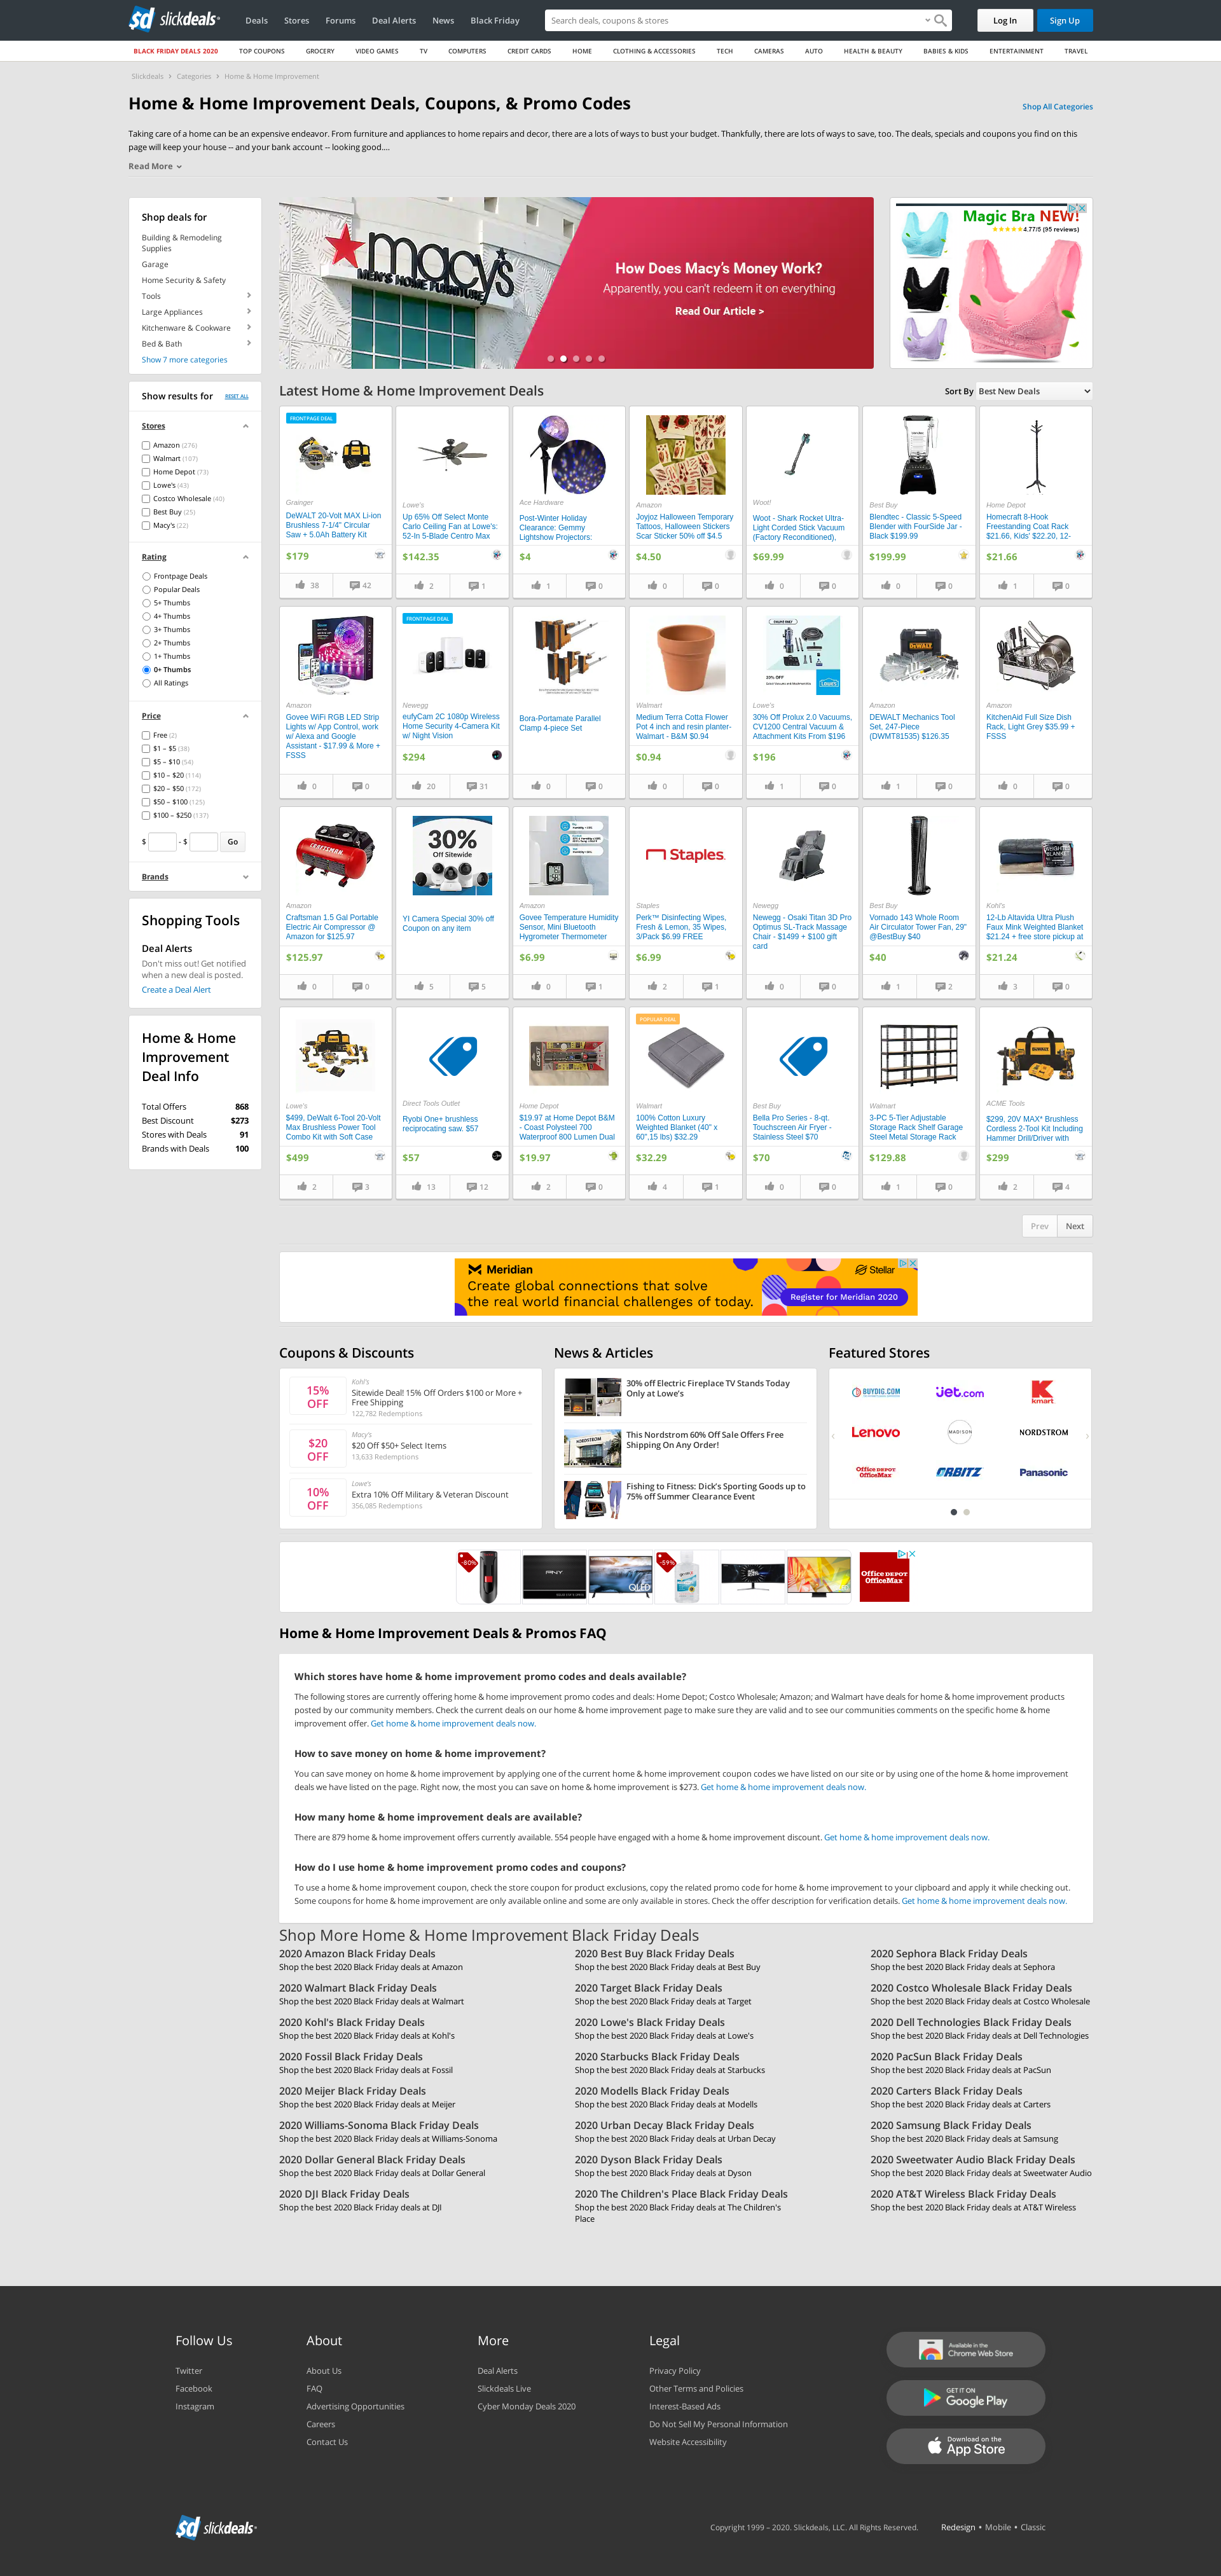 sd slickdeals
Deals Stores Forums Deal Alerts News Black Friday
Search deals, coupons & stores
Log In Sign Up
BLACK FRIDAY DEALS 2020 TOP COUPONS GROCERY VIDEO GAMES TV COMPUTERS CREDIT CARDS HOME CLOTHING & ACCESSORIES TECH CAMERAS AUTO HEALTH & BEAUTY BABIES & KIDS ENTERTAINMENT TRAVEL
Slickdeals › Categories › Home & Home Improvement
Home & Home Improvement Deals, Coupons, & Promo Codes
Shop All Categories
Taking care of a home can be an expensive endeavor. From furniture and appliances to home repairs and decor, there are a lots of ways to bust your budget. Thankfully, there are lots of ways to save, too. The deals, specials and coupons you find on this
page will keep your house -- and your bank account -- looking good....
Read More
Shop deals for
Building & Remodeling
Supplies
Garage
Home Security & Safety
Tools
Large Appliances
Kitchenware & Cookware
Bed & Bath
Show 7 more categories
Show results for RESET ALL
Stores
Amazon (276)
Walmart (107)
Home Depot (73)
Lowe's (43)
Costco Wholesale (40)
Best Buy (25)
Macy's (22)
Rating
Frontpage Deals
Popular Deals
5+ Thumbs
4+ Thumbs
3+ Thumbs
2+ Thumbs
1+ Thumbs
0+ Thumbs
All Ratings
Price
Free (2)
$1 – $5 (38)
$5 – $10 (54)
$10 – $20 (114)
$20 – $50 (172)
$50 – $100 (125)
$100 – $250 (137)
$ - $ Go
Brands
Shopping Tools
Deal Alerts
Don't miss out! Get notified
when a new deal is posted.
Create a Deal Alert
Home & Home
Improvement
Deal Info
Total Offers 868
Best Discount $273
Stores with Deals 91
Brands with Deals 100
macy's
MEN'S HOME FURNITURE
How Does Macy's Money Work?
Apparently, you can't redeem it on everything
Read Our Article >
Magic Bra NEW!
4.77/5 (95 reviews)
Latest Home & Home Improvement Deals
Sort By Best New Deals
FRONTPAGE DEAL
Grainger
DeWALT 20-Volt MAX Li-ion
Brushless 7-1/4" Circular
Saw + 5.0Ah Battery Kit
$179
38 42
Lowe's
Up 65% Off Select Monte
Carlo Ceiling Fan at Lowe's:
52-In 5-Blade Centro Max
$142.35
2 1
Ace Hardware
Post-Winter Holiday
Clearance: Gemmy
Lightshow Projectors:
$4
1 0
Amazon
Joyjoz Halloween Temporary
Tattoos, Halloween Stickers
Scar Sticker 50% off $4.5
$4.50
0 0
Woot!
Woot - Shark Rocket Ultra-
Light Corded Stick Vacuum
(Factory Reconditioned),
$69.99
0 0
Best Buy
Blendtec - Classic 5-Speed
Blender with FourSide Jar -
Black $199.99
$199.99
0 0
Home Depot
Homecraft 8-Hook
Freestanding Coat Rack
$21.66, Kids' $22.20, 12-
$21.66
1 0
Amazon
Govee WiFi RGB LED Strip
Lights w/ App Control, work
w/ Alexa and Google
Assistant - $17.99 & More +
FSSS
0 0
FRONTPAGE DEAL
Newegg
eufyCam 2C 1080p Wireless
Home Security 4-Camera Kit
w/ Night Vision
$294
20 31
Bora-Portamate Parallel
Clamp 4-piece Set
0 0
Walmart
Medium Terra Cotta Flower
Pot 4 inch and resin planter-
Walmart - B&M $0.94
$0.94
0 0
Lowe's
30% Off Prolux 2.0 Vacuums,
CV1200 Central Vacuum &
Attachment Kits From $196
$196
1 0
DEWALT
Amazon
DEWALT Mechanics Tool
Set, 247-Piece
(DWMT81535) $126.35
1 0
Amazon
KitchenAid Full Size Dish
Rack, Light Grey $35.99 +
FSSS
0 0
CRAFTSMAN
Amazon
Craftsman 1.5 Gal Portable
Electric Air Compressor @
Amazon for $125.97
$125.97
0 0
30%
Off Sitewide
YI Camera Special 30% off
Coupon on any item
5 5
Amazon
Govee Temperature Humidity
Sensor, Mini Bluetooth
Hygrometer Thermometer
$6.99
0 1
Staples
Staples
Perk™ Disinfecting Wipes,
Fresh & Lemon, 35 Wipes,
3/Pack $6.99 FREE
$6.99
2 1
Newegg
Newegg - Osaki Titan 3D Pro
Optimus SL-Track Massage
Chair - $1499 + $100 gift
card
0 0
Best Buy
Vornado 143 Whole Room
Air Circulator Tower Fan, 29"
@BestBuy $40
$40
1 2
WEIGHTED
BLANKET
Kohl's
12-Lb Altavida Ultra Plush
Faux Mink Weighted Blanket
$21.24 + free store pickup at
$21.24
3 0
Lowe's
$499, DeWalt 6-Tool 20-Volt
Max Brushless Power Tool
Combo Kit with Soft Case
$499
2 3
Direct Tools Outlet
Ryobi One+ brushless
reciprocating saw. $57
$57
13 12
Home Depot
$19.97 at Home Depot B&M
- Coast Polysteel 700
Waterproof 800 Lumen Dual
$19.97
2 0
POPULAR DEAL
Walmart
100% Cotton Luxury
Weighted Blanket (40" x
60",15 lbs) $32.29
$32.29
4 1
Best Buy
Bella Pro Series - 8-qt.
Touchscreen Air Fryer -
Stainless Steel $70
$70
0 0
Walmart
3-PC 5-Tier Adjustable
Storage Rack Shelf Garage
Steel Metal Storage Rack
$129.88
1 0
ACME Tools
$299, 20V MAX* Brushless
Cordless 2-Tool Kit Including
Hammer Drill/Driver with
$299
2 4
Prev Next
Meridian
Create global connections that solve
the real world financial challenges of today.
Stellar
Register for Meridian 2020
Coupons & Discounts
15%
OFF
Kohl's
Sitewide Deal! 15% Off Orders $100 or More +
Free Shipping
122,782 Redemptions
$20
OFF
Macy's
$20 Off $50+ Select Items
13,633 Redemptions
10%
OFF
Lowe's
Extra 10% Off Military & Veteran Discount
356,085 Redemptions
News & Articles
30% off Electric Fireplace TV Stands Today
Only at Lowe's
NORDSTROM
This Nordstrom 60% Off Sale Offers Free
Shipping On Any Order!
Fishing to Fitness: Dick's Sporting Goods up to
75% off Summer Clearance Event
Featured Stores
BUYDIG.COM jet.com K kmart
Lenovo MADISON NORDSTROM
Office DEPOT OfficeMax ORBITZ Panasonic
-80% PNY QLED -59% Office DEPOT OfficeMax
Home & Home Improvement Deals & Promos FAQ
Which stores have home & home improvement promo codes and deals available?
The following stores are currently offering home & home improvement promo codes and deals: Home Depot; Costco Wholesale; Amazon; and Walmart have deals for home & home improvement products
posted by our community members. Check the current deals on our home & home improvement page to make sure they are valid and to see our communities comments on the specific home & home
improvement offer. Get home & home improvement deals now.
How to save money on home & home improvement?
You can save money on home & home improvement by applying one of the current home & home improvement coupon codes we have listed on our site or by using one of the home & home improvement
deals we have listed on the page. Right now, the most you can save on home & home improvement is $273. Get home & home improvement deals now.
How many home & home improvement deals are available?
There are 879 home & home improvement offers currently available. 554 people have engaged with a home & home improvement discount. Get home & home improvement deals now.
How do I use home & home improvement promo codes and coupons?
To use a home & home improvement coupon, check the store coupon for product exclusions, copy the related promo code for home & home improvement to your clipboard and apply it while checking out.
Some coupons for home & home improvement are only available online and some are only available in stores. Check the offer description for verification details. Get home & home improvement deals now.
Shop More Home & Home Improvement Black Friday Deals
2020 Amazon Black Friday Deals
Shop the best 2020 Black Friday deals at Amazon
2020 Best Buy Black Friday Deals
Shop the best 2020 Black Friday deals at Best Buy
2020 Sephora Black Friday Deals
Shop the best 2020 Black Friday deals at Sephora
2020 Walmart Black Friday Deals
Shop the best 2020 Black Friday deals at Walmart
2020 Target Black Friday Deals
Shop the best 2020 Black Friday deals at Target
2020 Costco Wholesale Black Friday Deals
Shop the best 2020 Black Friday deals at Costco Wholesale
2020 Kohl's Black Friday Deals
Shop the best 2020 Black Friday deals at Kohl's
2020 Lowe's Black Friday Deals
Shop the best 2020 Black Friday deals at Lowe's
2020 Dell Technologies Black Friday Deals
Shop the best 2020 Black Friday deals at Dell Technologies
2020 Fossil Black Friday Deals
Shop the best 2020 Black Friday deals at Fossil
2020 Starbucks Black Friday Deals
Shop the best 2020 Black Friday deals at Starbucks
2020 PacSun Black Friday Deals
Shop the best 2020 Black Friday deals at PacSun
2020 Meijer Black Friday Deals
Shop the best 2020 Black Friday deals at Meijer
2020 Modells Black Friday Deals
Shop the best 2020 Black Friday deals at Modells
2020 Carters Black Friday Deals
Shop the best 2020 Black Friday deals at Carters
2020 Williams-Sonoma Black Friday Deals
Shop the best 2020 Black Friday deals at Williams-Sonoma
2020 Urban Decay Black Friday Deals
Shop the best 2020 Black Friday deals at Urban Decay
2020 Samsung Black Friday Deals
Shop the best 2020 Black Friday deals at Samsung
2020 Dollar General Black Friday Deals
Shop the best 2020 Black Friday deals at Dollar General
2020 Dyson Black Friday Deals
Shop the best 2020 Black Friday deals at Dyson
2020 Sweetwater Audio Black Friday Deals
Shop the best 2020 Black Friday deals at Sweetwater Audio
2020 DJI Black Friday Deals
Shop the best 2020 Black Friday deals at DJI
2020 The Children's Place Black Friday Deals
Shop the best 2020 Black Friday deals at The Children's
Place
2020 AT&T Wireless Black Friday Deals
Shop the best 2020 Black Friday deals at AT&T Wireless
Follow Us
Twitter
Facebook
Instagram
About
About Us
FAQ
Advertising Opportunities
Careers
Contact Us
More
Deal Alerts
Slickdeals Live
Cyber Monday Deals 2020
Legal
Privacy Policy
Other Terms and Policies
Interest-Based Ads
Do Not Sell My Personal Information
Website Accessibility
Available in the
Chrome Web Store
GET IT ON
Google Play
Download on the
App Store
sd slickdeals
Copyright 1999 – 2020. Slickdeals, LLC. All Rights Reserved. Redesign • Mobile • Classic